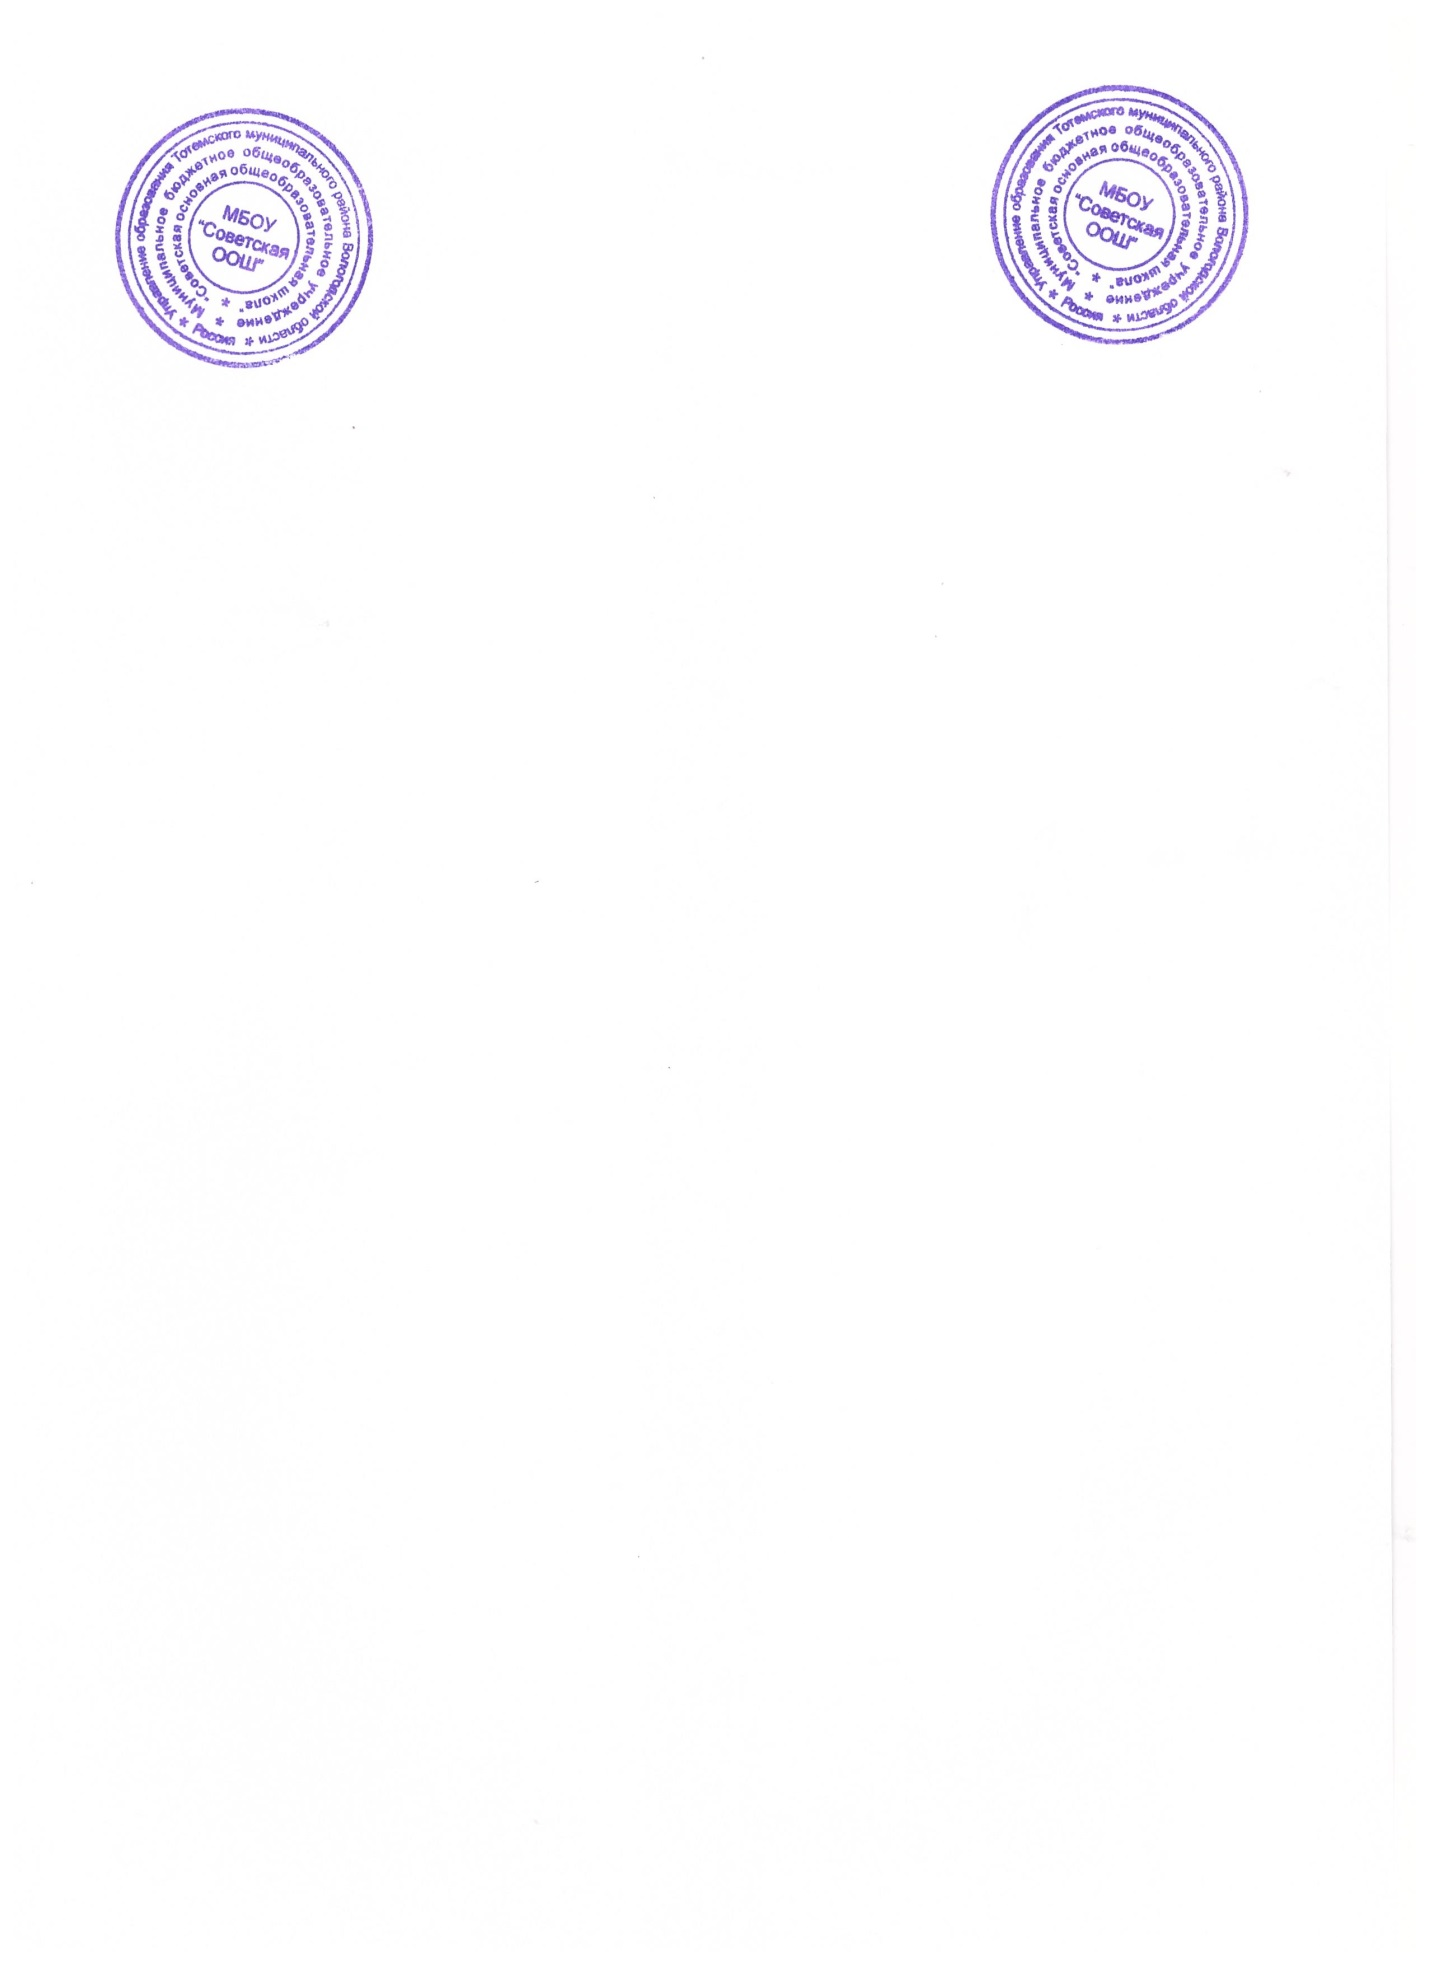 Управление образования Тотемского муниципального района Вологодской области * Россия *
Муниципальное бюджетное общеобразовательное учреждение *
"Советская основная общеобразовательная школа" *
МБОУ
"Советская
ООШ"
Управление образования Тотемского муниципального района Вологодской области * Россия *
Муниципальное бюджетное общеобразовательное учреждение *
"Советская основная общеобразовательная школа" *
МБОУ
"Советская
ООШ"